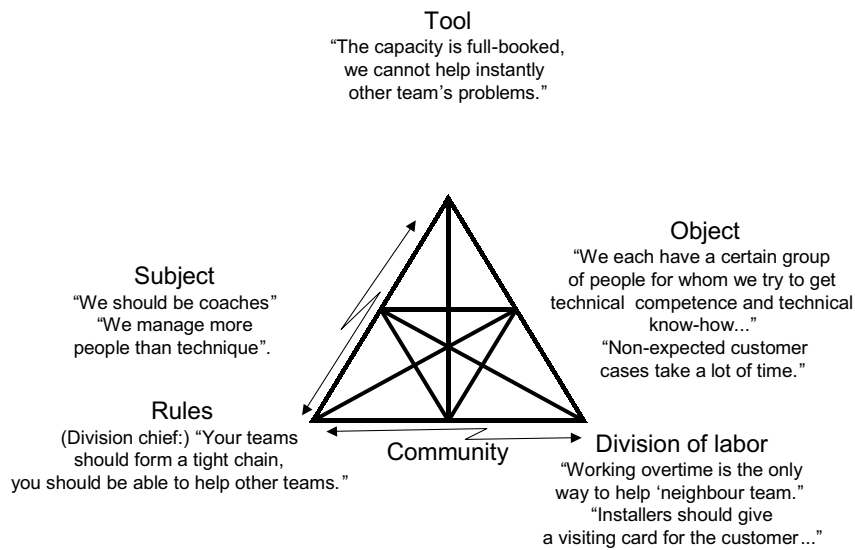 Tool
“The capacity is full-booked,
we cannot help instantly
other team’s problems.”
Subject
“We should be coaches”
“We manage more
people than technique”.
Object
“We each have a certain group
of people for whom we try to get
technical competence and technical
know-how...”
“Non-expected customer
cases take a lot of time.”
Rules
(Division chief:) “Your teams
should form a tight chain,
you should be able to help other teams.”
Community
Division of labor
“Working overtime is the only
way to help ‘neighbour team.”
“Installers should give
a visiting card for the customer...”